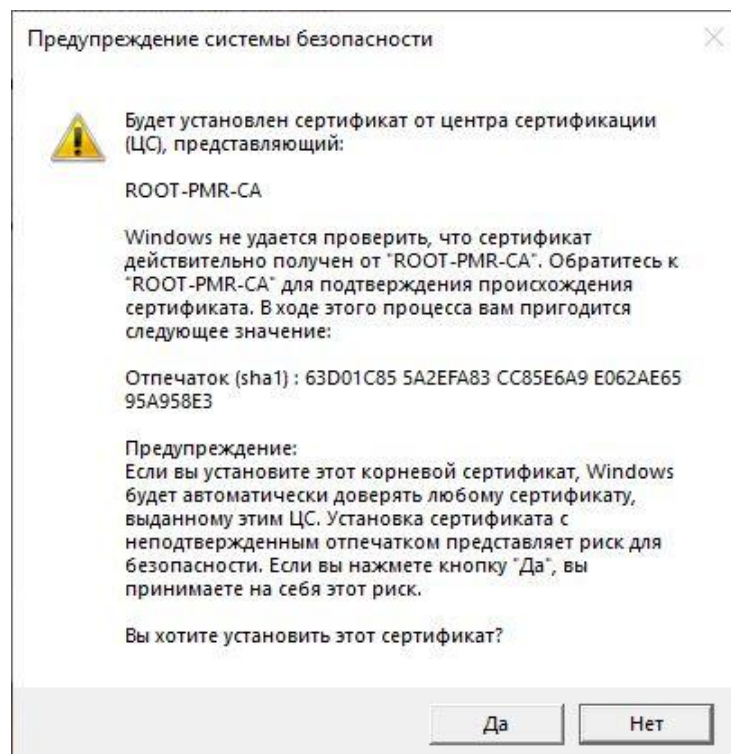 Предупреждение системы безопасности
Будет установлен сертификат от центра сертификации
(ЦС), представляющий:
ROOT-PMR-CA
Windows не удается проверить, что сертификат
действительно получен от "ROOT-PMR-CA". Обратитесь к
"ROOT-PMR-CA" для подтверждения происхождения
сертификата. В ходе этого процесса вам пригодится
следующее значение:
Отпечаток (sha1) : 63D01C85 5A2EFA83 CC85E6A9 E062AE65
95A958E3
Предупреждение:
Если вы установите этот корневой сертификат, Windows
будет автоматически доверять любому сертификату,
выданному этим ЦС. Установка сертификата с
неподтвержденным отпечатком представляет риск для
безопасности. Если вы нажмете кнопку "Да", вы
принимаете на себя этот риск.
Вы хотите установить этот сертификат?
Да
Нет